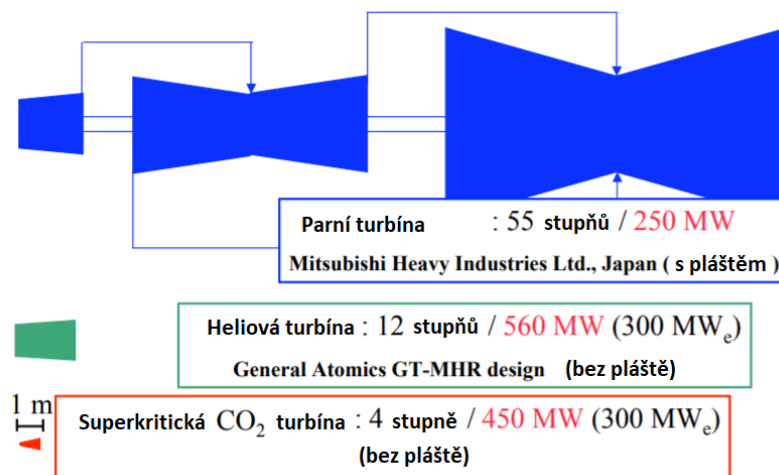 Parní turbína : 55 stupňů / 250 MW
Mitsubishi Heavy Industries Ltd., Japan ( s pláštěm )
Heliová turbína : 12 stupňů / 560 MW (300 MWe)
General Atomics GT-MHR design (bez pláště)
1 m
Superkritická CO2 turbína : 4 stupně / 450 MW (300 MWe)
(bez pláště)